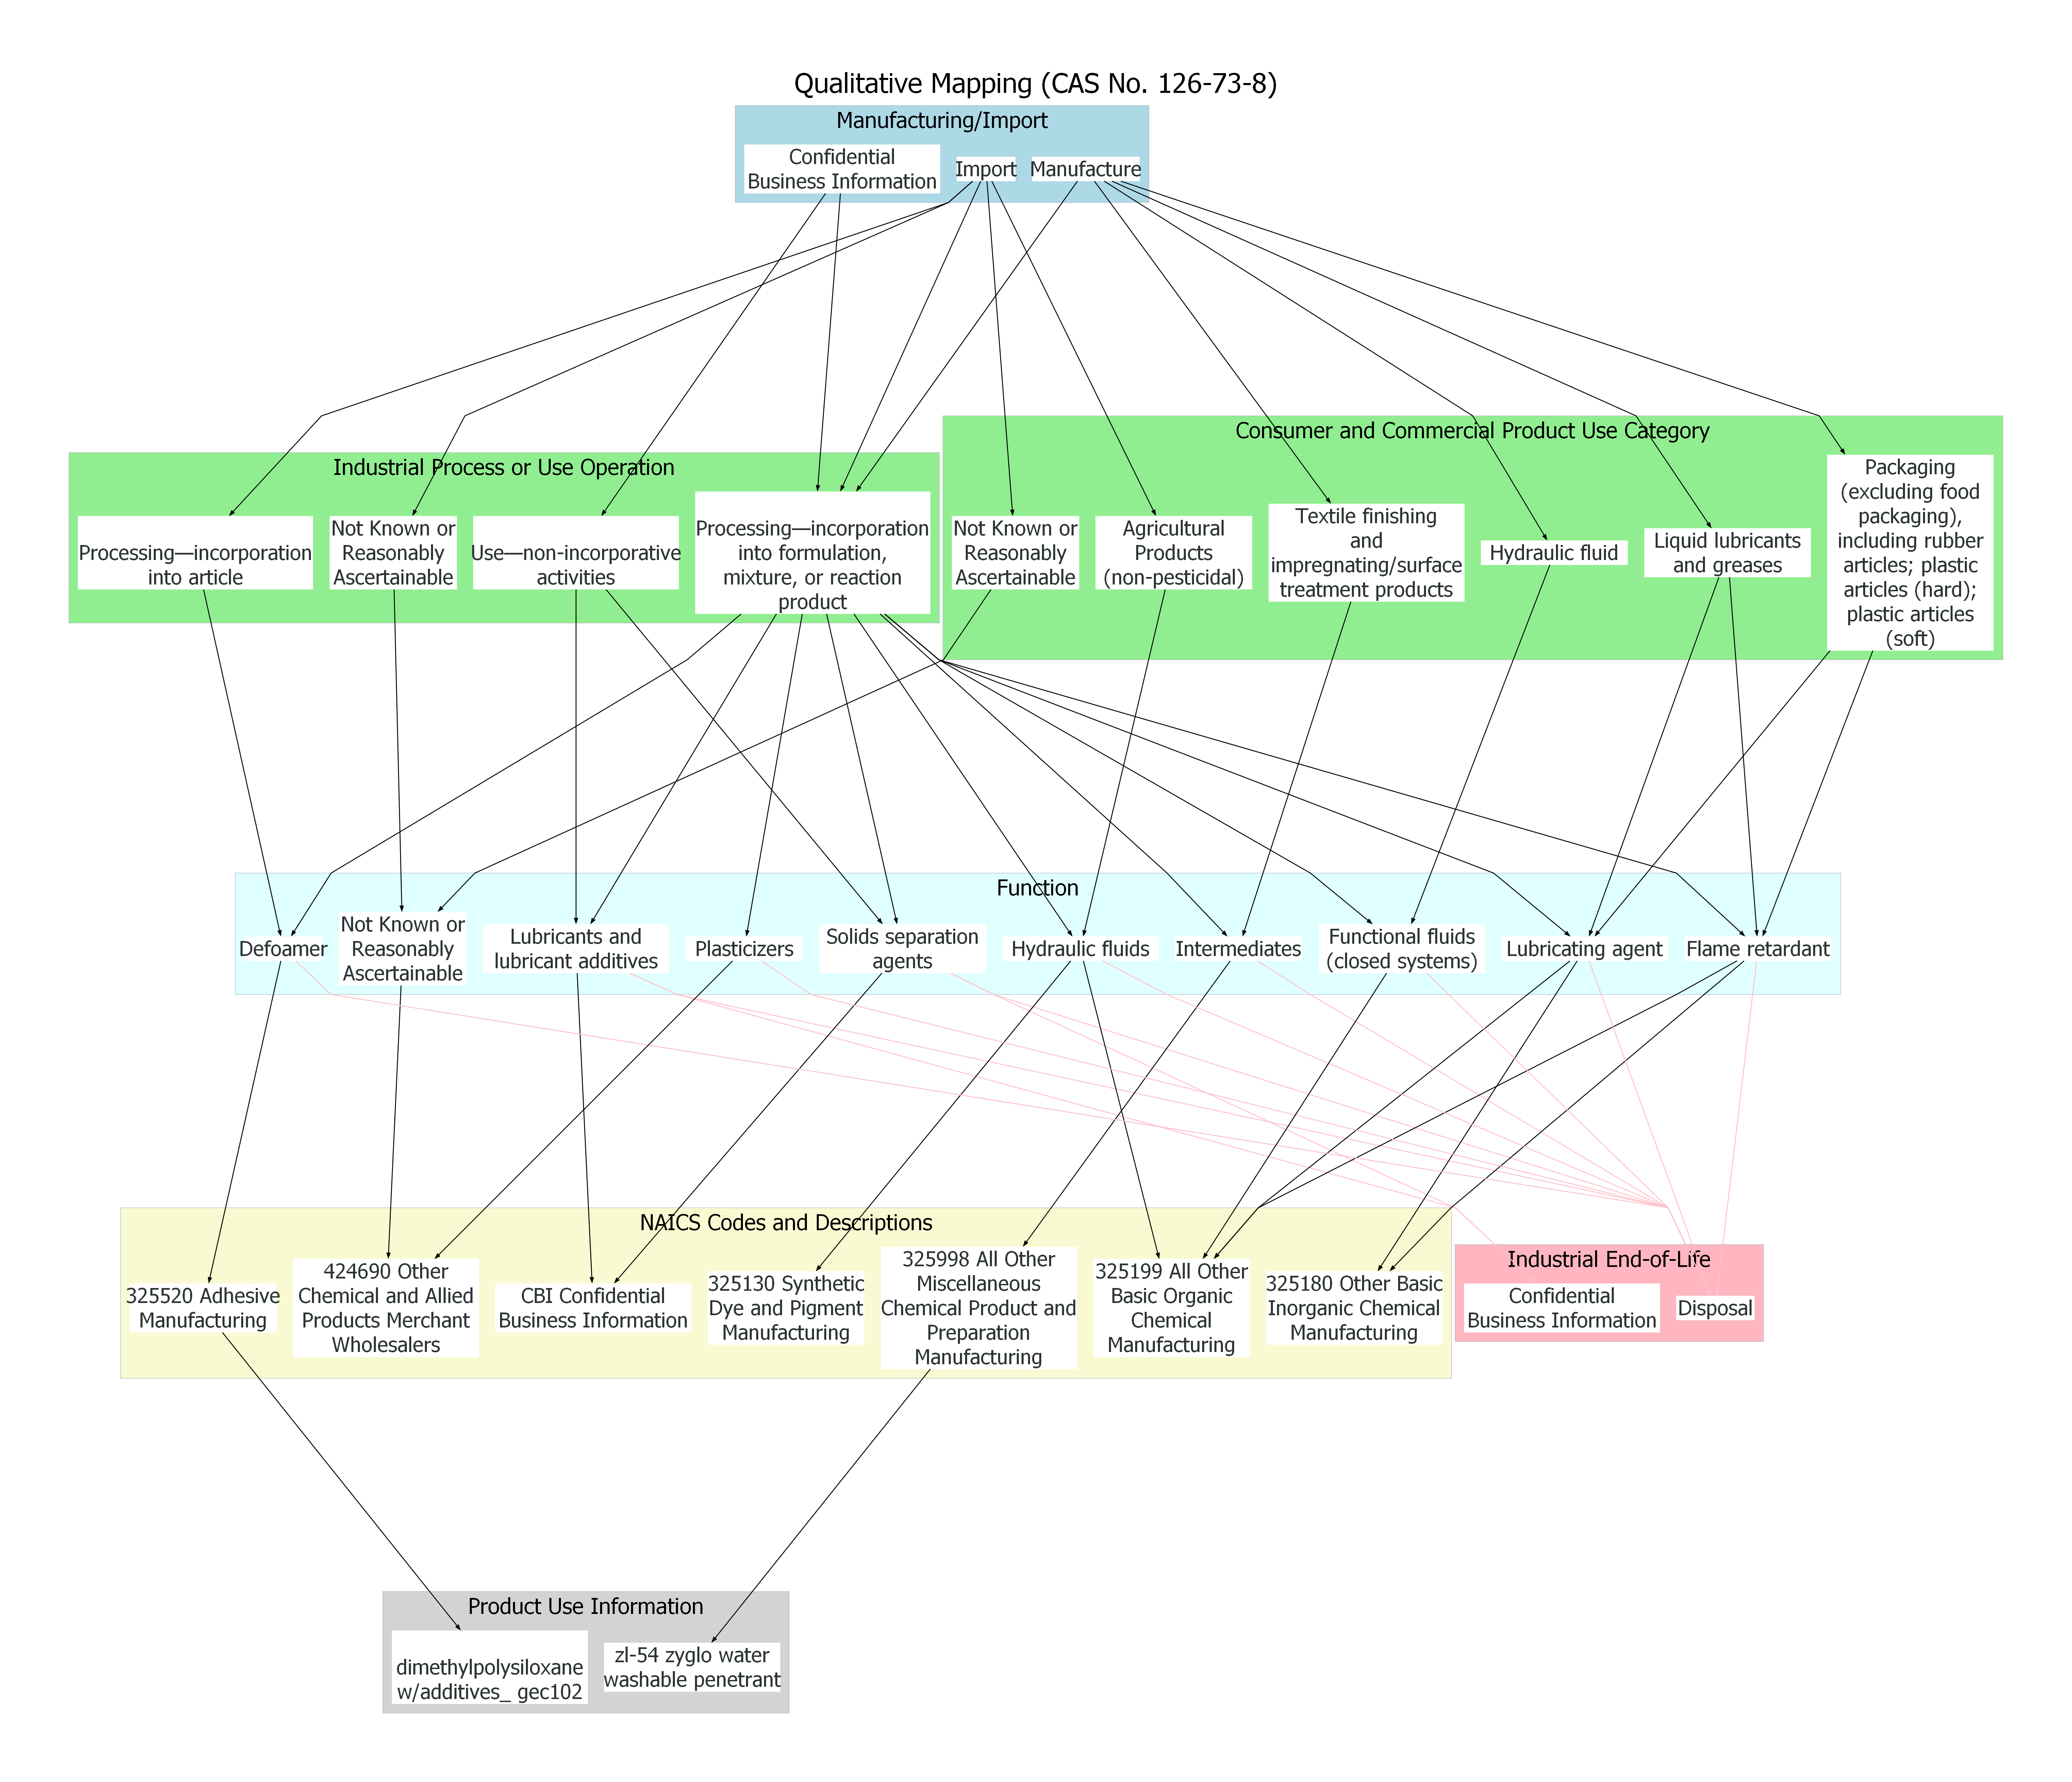 Qualitative Mapping (CAS No. 126-73-8)
Manufacturing/Import
Confidential
Business Information
Import
Manufacture
Consumer and Commercial Product Use Category
Industrial Process or Use Operation
Processing—incorporation
into article
Not Known or
Reasonably
Ascertainable
Use—non-incorporative
activities
Processing—incorporation
into formulation,
mixture, or reaction
product
Not Known or
Reasonably
Ascertainable
Agricultural
Products
(non-pesticidal)
Textile finishing
and
impregnating/surface
treatment products
Hydraulic fluid
Liquid lubricants
and greases
Packaging
(excluding food
packaging),
including rubber
articles; plastic
articles (hard);
plastic articles
(soft)
Function
Defoamer
Not Known or
Reasonably
Ascertainable
Lubricants and
lubricant additives
Plasticizers
Solids separation
agents
Hydraulic fluids
Intermediates
Functional fluids
(closed systems)
Lubricating agent
Flame retardant
NAICS Codes and Descriptions
325520 Adhesive
Manufacturing
424690 Other
Chemical and Allied
Products Merchant
Wholesalers
CBI Confidential
Business Information
325130 Synthetic
Dye and Pigment
Manufacturing
325998 All Other
Miscellaneous
Chemical Product and
Preparation
Manufacturing
325199 All Other
Basic Organic
Chemical
Manufacturing
325180 Other Basic
Inorganic Chemical
Manufacturing
Industrial End-of-Life
Confidential
Business Information
Disposal
Product Use Information
dimethylpolysiloxane
w/additives_ gec102
zl-54 zyglo water
washable penetrant